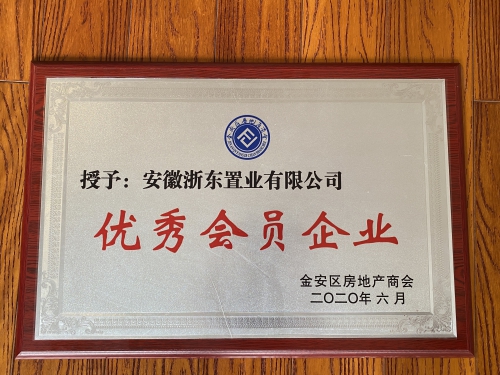 授予：安徽浙东置业有限公司
优秀会员企业
金安区房地产商会
二〇二〇年六月